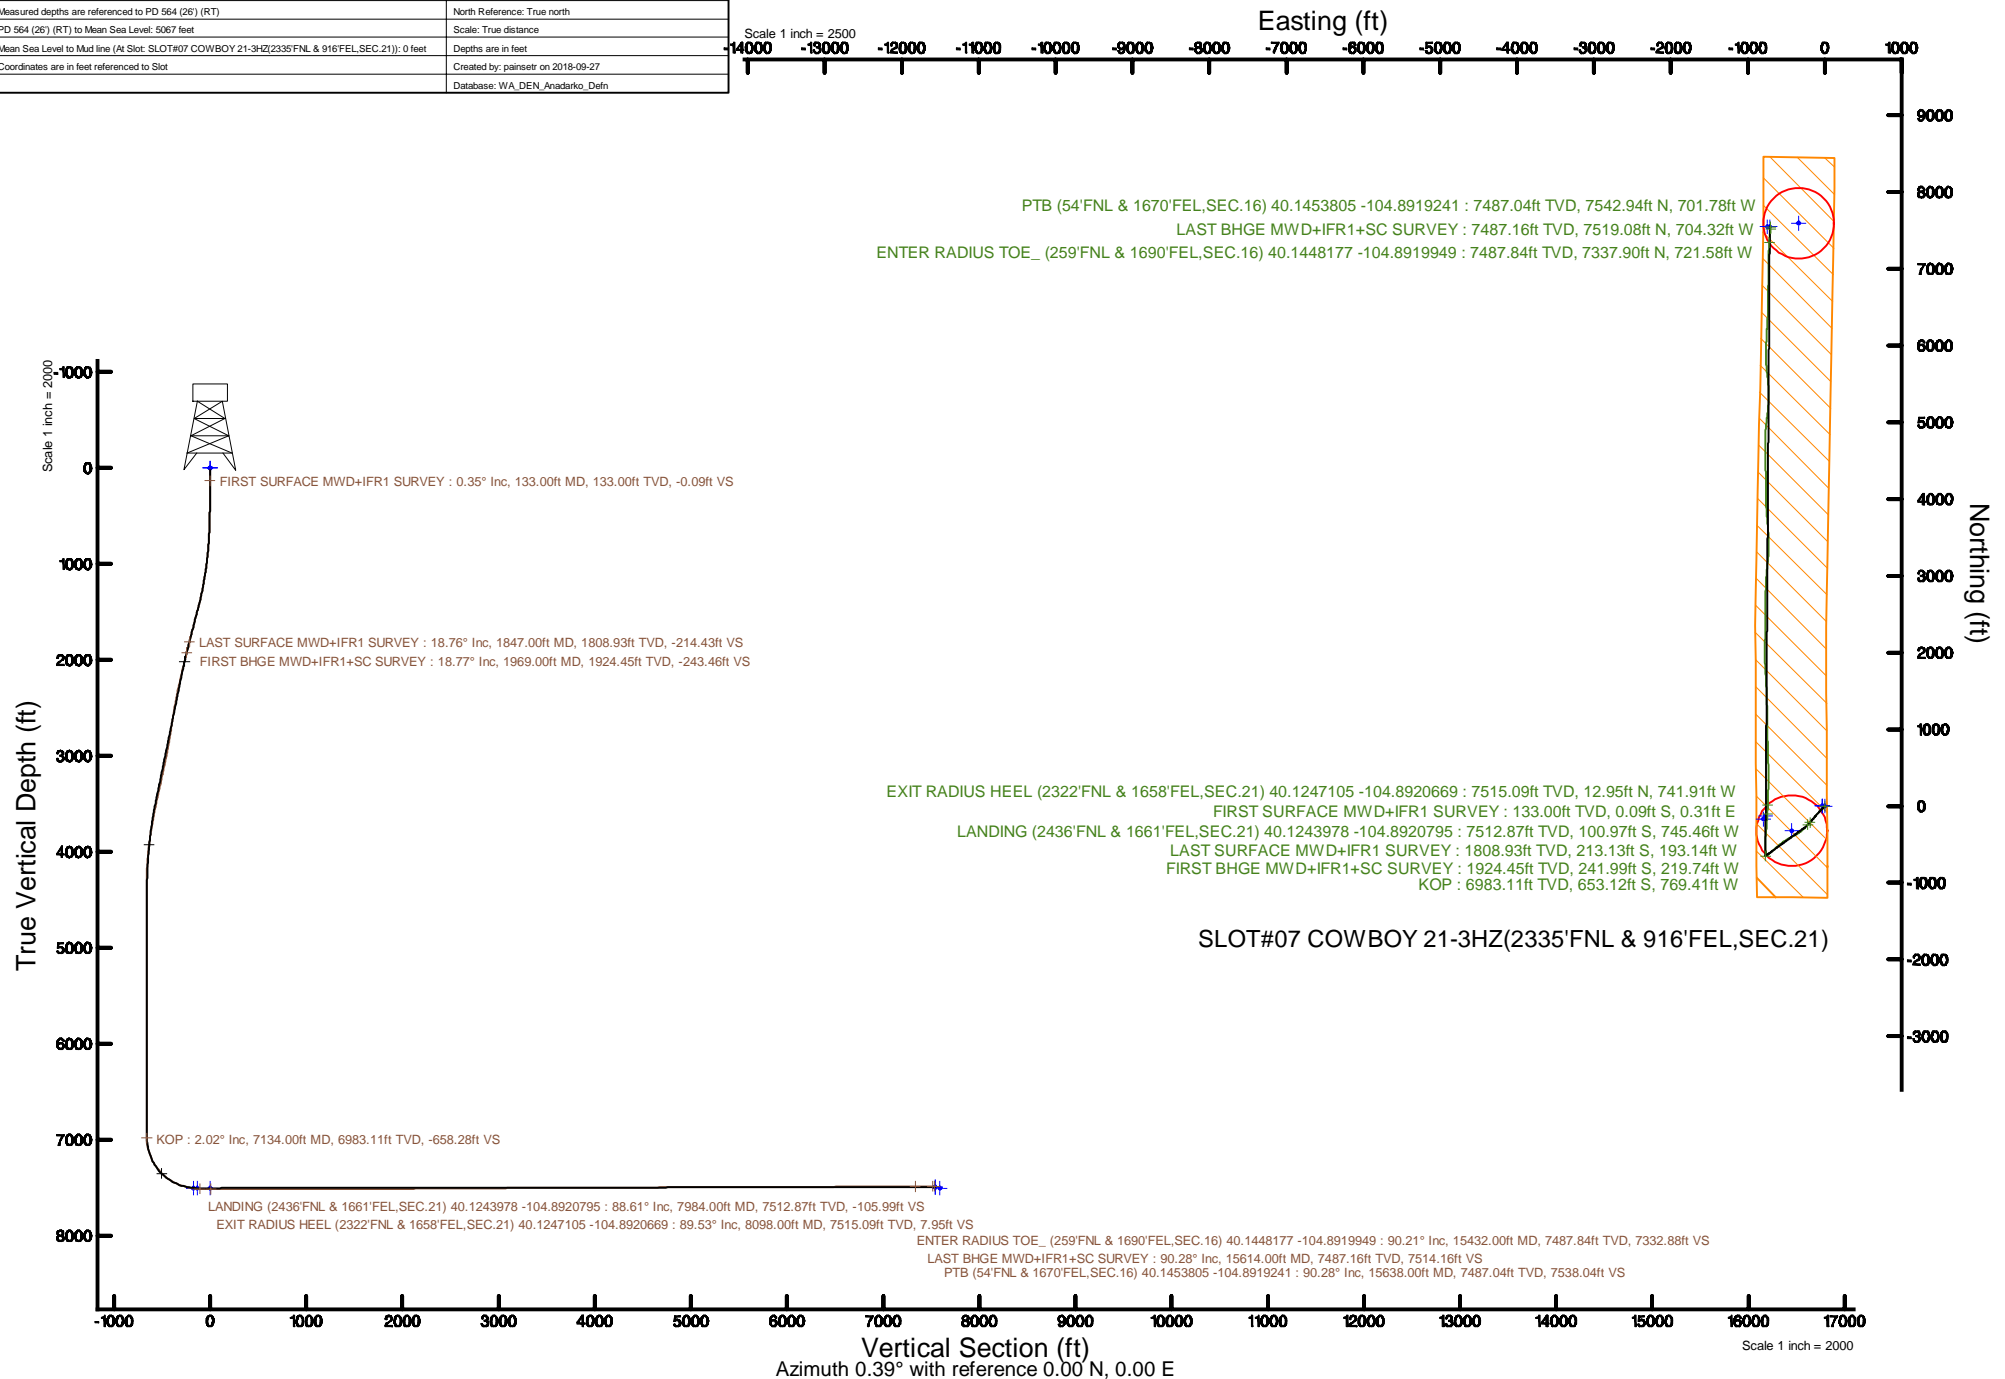 Measured depths are referenced to PD 564 (26') (RT)
North Reference: True north
PD 564 (26') (RT) to Mean Sea Level: 5067 feet
Scale: True distance
Mean Sea Level to Mud line (At Slot: SLOT#07 COWBOY 21-3HZ(2335'FNL & 916'FEL,SEC.21)): 0 feet
Depths are in feet
Coordinates are in feet referenced to Slot
Created by: painsetr on 2018-09-27
Database: WA_DEN_Anadarko_Defn
Easting (ft)
Scale 1 inch = 2500
-14000 -13000 -12000 -11000 -10000 -9000 -8000 -7000 -6000 -5000 -4000 -3000 -2000 -1000 0 1000
9000
8000
7000
6000
5000
4000
3000
2000
1000
0
-1000
-2000
-3000
Northing (ft)
PTB (54'FNL & 1670'FEL,SEC.16) 40.1453805 -104.8919241 : 7487.04ft TVD, 7542.94ft N, 701.78ft W
LAST BHGE MWD+IFR1+SC SURVEY : 7487.16ft TVD, 7519.08ft N, 704.32ft W
ENTER RADIUS TOE_ (259'FNL & 1690'FEL,SEC.16) 40.1448177 -104.8919949 : 7487.84ft TVD, 7337.90ft N, 721.58ft W
EXIT RADIUS HEEL (2322'FNL & 1658'FEL,SEC.21) 40.1247105 -104.8920669 : 7515.09ft TVD, 12.95ft N, 741.91ft W
FIRST SURFACE MWD+IFR1 SURVEY : 133.00ft TVD, 0.09ft S, 0.31ft E
LANDING (2436'FNL & 1661'FEL,SEC.21) 40.1243978 -104.8920795 : 7512.87ft TVD, 100.97ft S, 745.46ft W
LAST SURFACE MWD+IFR1 SURVEY : 1808.93ft TVD, 213.13ft S, 193.14ft W
FIRST BHGE MWD+IFR1+SC SURVEY : 1924.45ft TVD, 241.99ft S, 219.74ft W
KOP : 6983.11ft TVD, 653.12ft S, 769.41ft W
SLOT#07 COWBOY 21-3HZ(2335'FNL & 916'FEL,SEC.21)
Scale 1 inch = 2000
-1000
0
1000
2000
3000
4000
5000
6000
7000
8000
True Vertical Depth (ft)
FIRST SURFACE MWD+IFR1 SURVEY : 0.35° Inc, 133.00ft MD, 133.00ft TVD, -0.09ft VS
LAST SURFACE MWD+IFR1 SURVEY : 18.76° Inc, 1847.00ft MD, 1808.93ft TVD, -214.43ft VS
FIRST BHGE MWD+IFR1+SC SURVEY : 18.77° Inc, 1969.00ft MD, 1924.45ft TVD, -243.46ft VS
KOP : 2.02° Inc, 7134.00ft MD, 6983.11ft TVD, -658.28ft VS
LANDING (2436'FNL & 1661'FEL,SEC.21) 40.1243978 -104.8920795 : 88.61° Inc, 7984.00ft MD, 7512.87ft TVD, -105.99ft VS
EXIT RADIUS HEEL (2322'FNL & 1658'FEL,SEC.21) 40.1247105 -104.8920669 : 89.53° Inc, 8098.00ft MD, 7515.09ft TVD, 7.95ft VS
ENTER RADIUS TOE_ (259'FNL & 1690'FEL,SEC.16) 40.1448177 -104.8919949 : 90.21° Inc, 15432.00ft MD, 7487.84ft TVD, 7332.88ft VS
LAST BHGE MWD+IFR1+SC SURVEY : 90.28° Inc, 15614.00ft MD, 7487.16ft TVD, 7514.16ft VS
PTB (54'FNL & 1670'FEL,SEC.16) 40.1453805 -104.8919241 : 90.28° Inc, 15638.00ft MD, 7487.04ft TVD, 7538.04ft VS
-1000 0 1000 2000 3000 4000 5000 6000 7000 8000 9000 10000 11000 12000 13000 14000 15000 16000 17000
Vertical Section (ft)
Scale 1 inch = 2000
Azimuth 0.39° with reference 0.00 N, 0.00 E